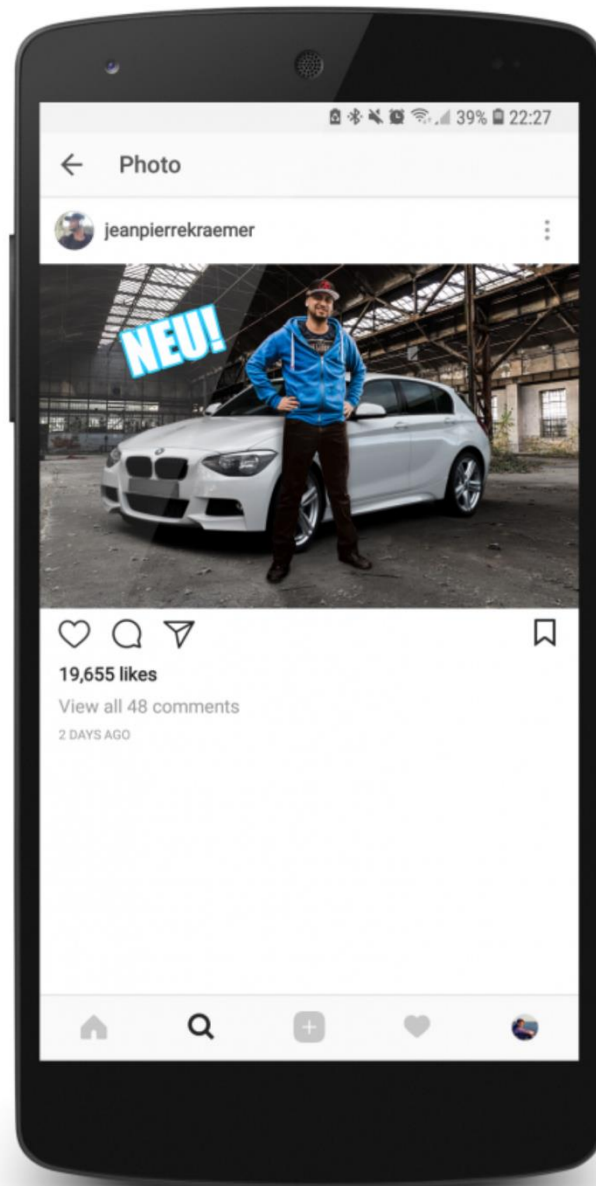 39% 22:27
Photo
jeanpierrekraemer
NEU!
19,655 likes
View all 48 comments
2 DAYS AGO